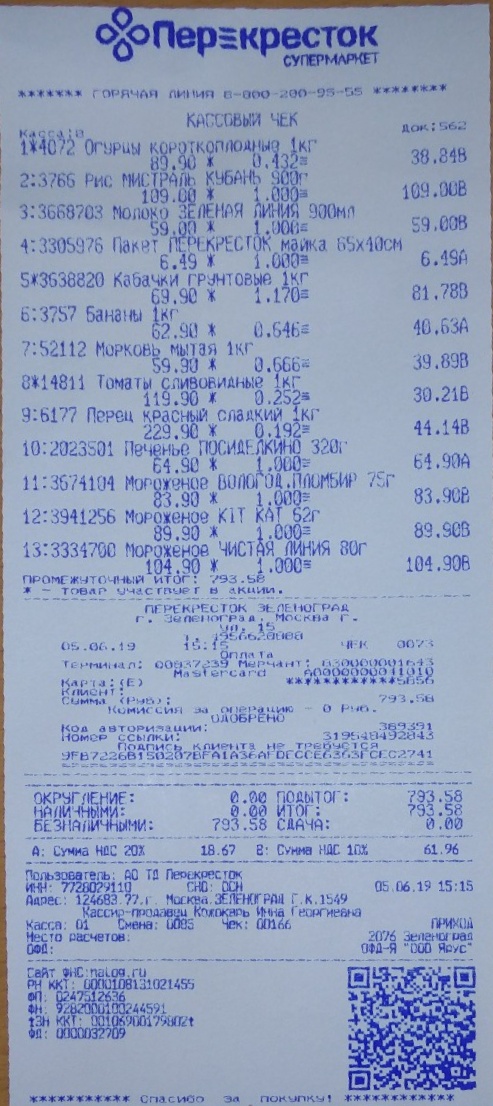 Перекресток
СУПЕРМАРКЕТ
******* ГОРЯЧАЯ ЛИНИЯ 8-800-200-95-55 ********
КАССОВЫЙ ЧЕК
Касса:8 Док:562
1*4072 Огурцы короткоплодные 1кг
89.90 * 0.432= 38.84В
2:3766 Рис МИСТРАЛЬ КУБАНЬ 900г
109.00 * 1.000= 109.00В
3:3668703 Молоко ЗЕЛЕНАЯ ЛИНИЯ 900мл
59.00 * 1.000= 59.00В
4:3305976 Пакет ПЕРЕКРЕСТОК майка 65х40см
6.49 * 1.000= 6.49А
5*3638820 Кабачки грунтовые 1кг
69.90 * 1.170= 81.78В
6:3757 Бананы 1кг
62.90 * 0.646= 40.63А
7:52112 Морковь мытая 1кг
59.90 * 0.666= 39.89В
8*14811 Томаты сливовидные 1кг
119.90 * 0.252= 30.21В
9:6177 Перец красный сладкий 1кг
229.90 * 0.192= 44.14В
10:2023501 Печенье ПОСИДЕЛКИНО 320г
64.90 * 1.000= 64.90А
11:3674104 Мороженое ВОЛОГОД.ПЛОМБИР 75г
83.90 * 1.000= 83.90В
12:3941256 Мороженое KIT KAT 52г
89.90 * 1.000= 89.90В
13:3334700 Мороженое ЧИСТАЯ ЛИНИЯ 80г
104.90 * 1.000= 104.90В
ПРОМЕЖУТОЧНЫЙ ИТОГ: 793.58
* - товар участвует в акции.
ПЕРЕКРЕСТОК ЗЕЛЕНОГРАД
г. Зеленоград, Москва г.
ул, 15
т. 4956628888
05.06.19 15:15 ЧЕК 0073
Оплата
Терминал: 00837239 Мерчант: 830000001643
Mastercard A0000000041010
Карта:(E) ************5856
Клиент:
Сумма (Руб): 793.58
Комиссия за операцию - 0 Руб.
ОДОБРЕНО
Код авторизации: 389391
Номер ссылки: 319548492843
Подпись клиента не требуется
ОКРУГЛЕНИЕ: 0.00 ПОДЫТОГ: 793.58
НАЛИЧНЫМИ: 0.00 ИТОГ: 793.58
БЕЗНАЛИЧНЫМИ: 793.58 СДАЧА: 0.00
А: Сумма НДС 20% 18.67 В: Сумма НДС 10% 61.96
Пользователь: АО ТД Перекресток
ИНН: 7728029110 СНО: ОСН 05.06.19 15:15
Адрес: 124683.77,г. Москва,ЗЕЛЕНОГРАД Г.К.1549
Кассир-продавец Кожокарь Инна Георгиевна
Касса: 01 Смена: 0085 Чек: 00166 ПРИХОД
Место расчетов: 2076 Зеленоград
ОФД: ОФД-Я "ООО Ярус"
Сайт ФНС:nalog.ru
РН ККТ: 0000108131021455
ФП: 0247512636
ФН: 9282000100244591
tЗН ККТ: 00106900179802t
ФД: 0000032709
*********** Спасибо за покупку! ************